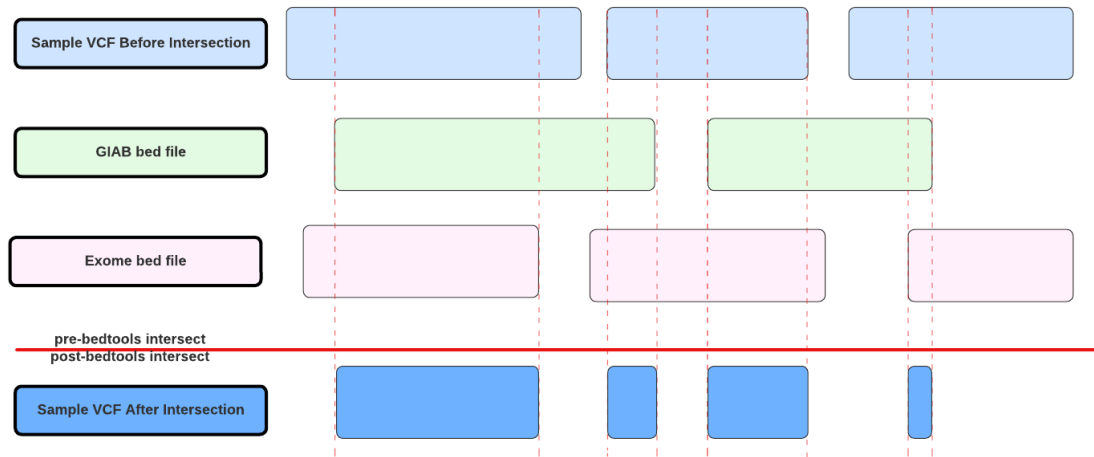 Sample VCF Before Intersection
GIAB bed file
Exome bed file
pre-bedtools intersect
post-bedtools intersect
Sample VCF After Intersection